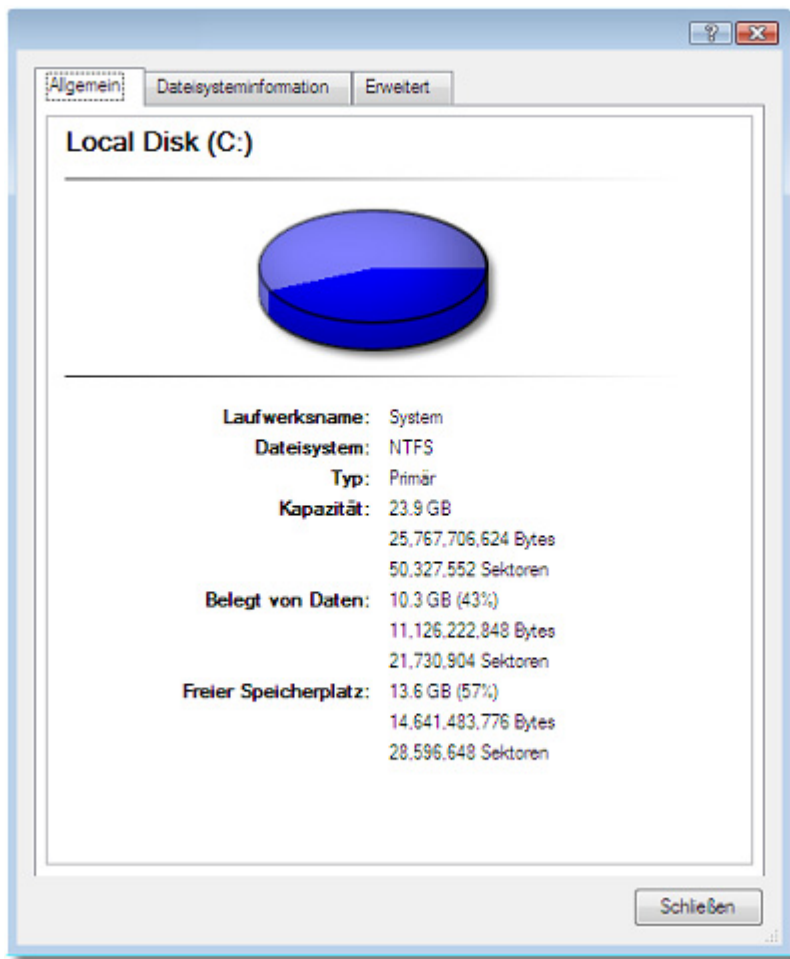 Allgemein Dateisysteminformation Erweitert
Local Disk (C:)
Laufwerksname: System
Dateisystem: NTFS
Typ: Primär
Kapazität: 23.9 GB
25,767,706,624 Bytes
50,327,552 Sektoren
Belegt von Daten: 10.3 GB (43%)
11,126,222,848 Bytes
21,730,904 Sektoren
Freier Speicherplatz: 13.6 GB (57%)
14,641,483,776 Bytes
28,596,648 Sektoren
Schließen